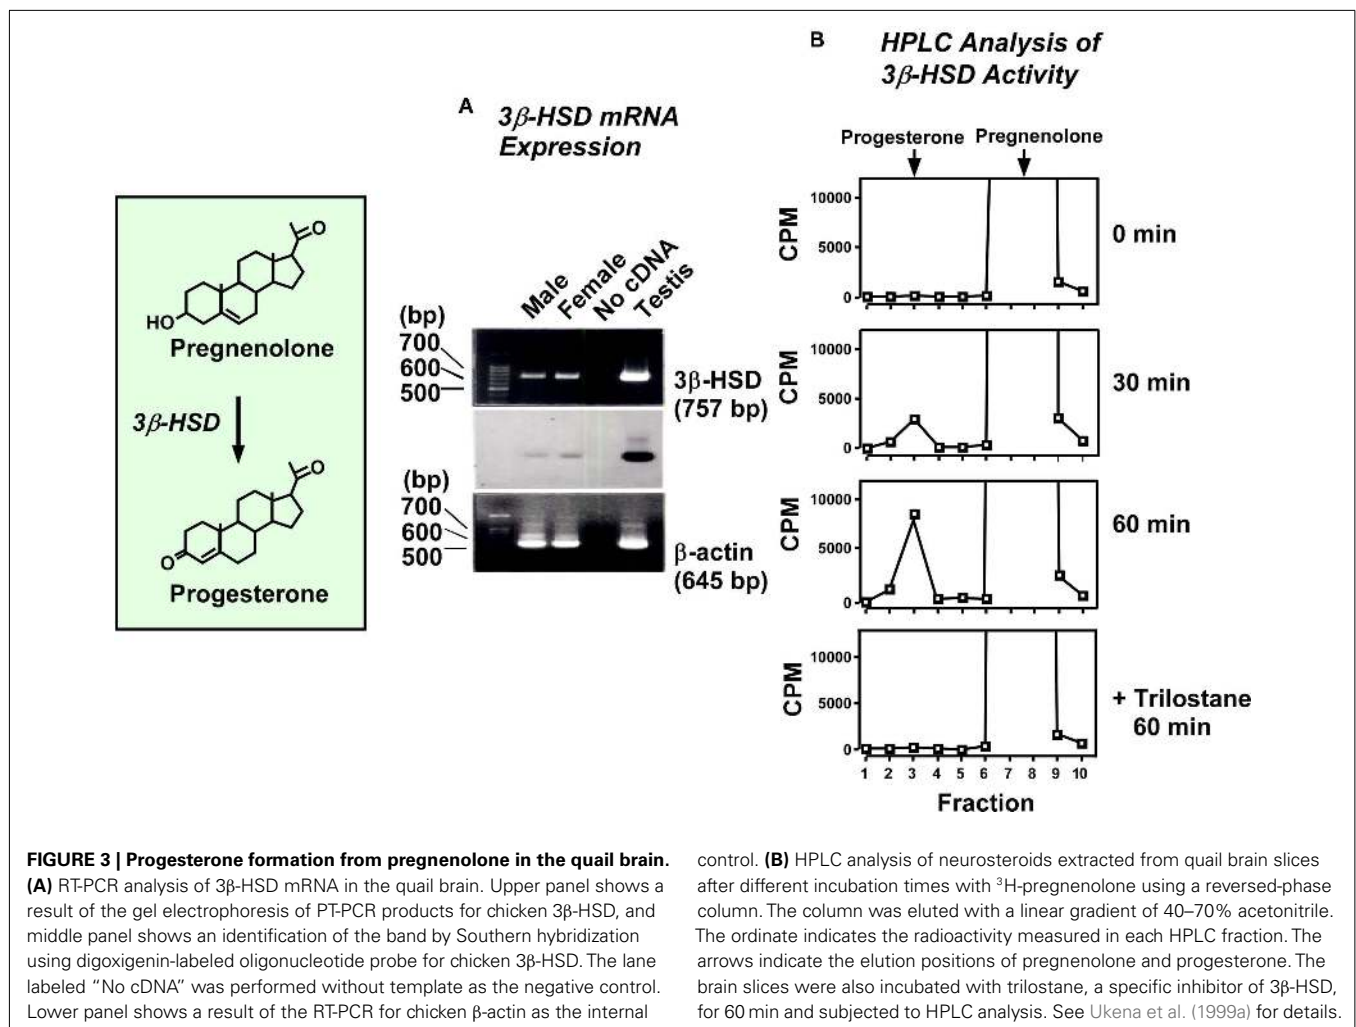 B
HPLC Analysis of
3β-HSD Activity
A
3β-HSD mRNA
Expression
O
HO
Pregnenolone
3β-HSD
O
O
Progesterone
Male
Female
No cDNA
Testis
(bp)
700
600
500
3β-HSD
(757 bp)
(bp)
700
600
500
β-actin
(645 bp)
Progesterone Pregnenolone
CPM
10000
5000
0
0 min
CPM
10000
5000
0
30 min
CPM
10000
5000
0
60 min
CPM
10000
5000
0
+ Trilostane
60 min
1 2 3 4 5 6 7 8 9 10
Fraction
FIGURE 3 | Progesterone formation from pregnenolone in the quail brain.
(A) RT-PCR analysis of 3β-HSD mRNA in the quail brain. Upper panel shows a
result of the gel electrophoresis of PT-PCR products for chicken 3β-HSD, and
middle panel shows an identification of the band by Southern hybridization
using digoxigenin-labeled oligonucleotide probe for chicken 3β-HSD. The lane
labeled “No cDNA” was performed without template as the negative control.
Lower panel shows a result of the RT-PCR for chicken β-actin as the internal
control. (B) HPLC analysis of neurosteroids extracted from quail brain slices
after different incubation times with ³H-pregnenolone using a reversed-phase
column. The column was eluted with a linear gradient of 40–70% acetonitrile.
The ordinate indicates the radioactivity measured in each HPLC fraction. The
arrows indicate the elution positions of pregnenolone and progesterone. The
brain slices were also incubated with trilostane, a specific inhibitor of 3β-HSD,
for 60 min and subjected to HPLC analysis. See Ukena et al. (1999a) for details.